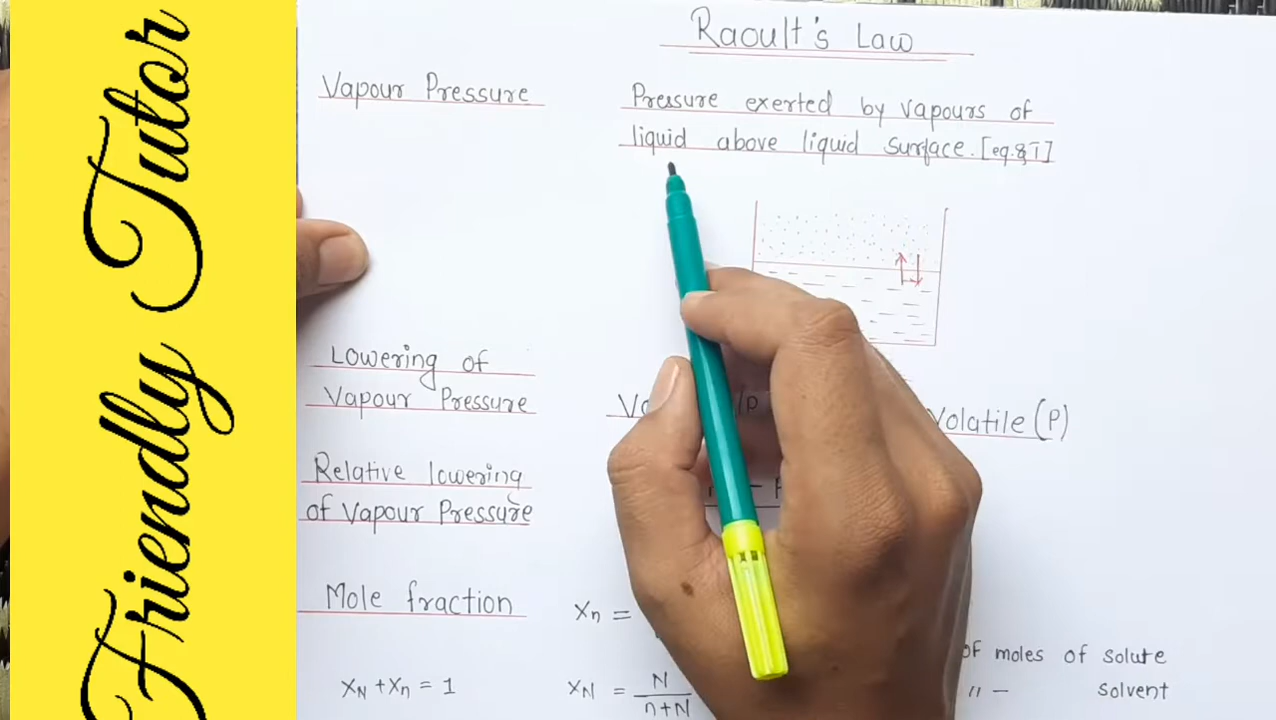 Friendly Tutor
Raoult's Law
Vapour Pressure
Pressure exerted by vapours of
liquid above liquid surface. [eq. & T]
Lowering of
Vapour Pressure
Volatile (P)
Relative lowering
of Vapour Pressure
Mole fraction
Xn =
of moles of solute
XN + Xn = 1
XN = N
n+N
" — solvent